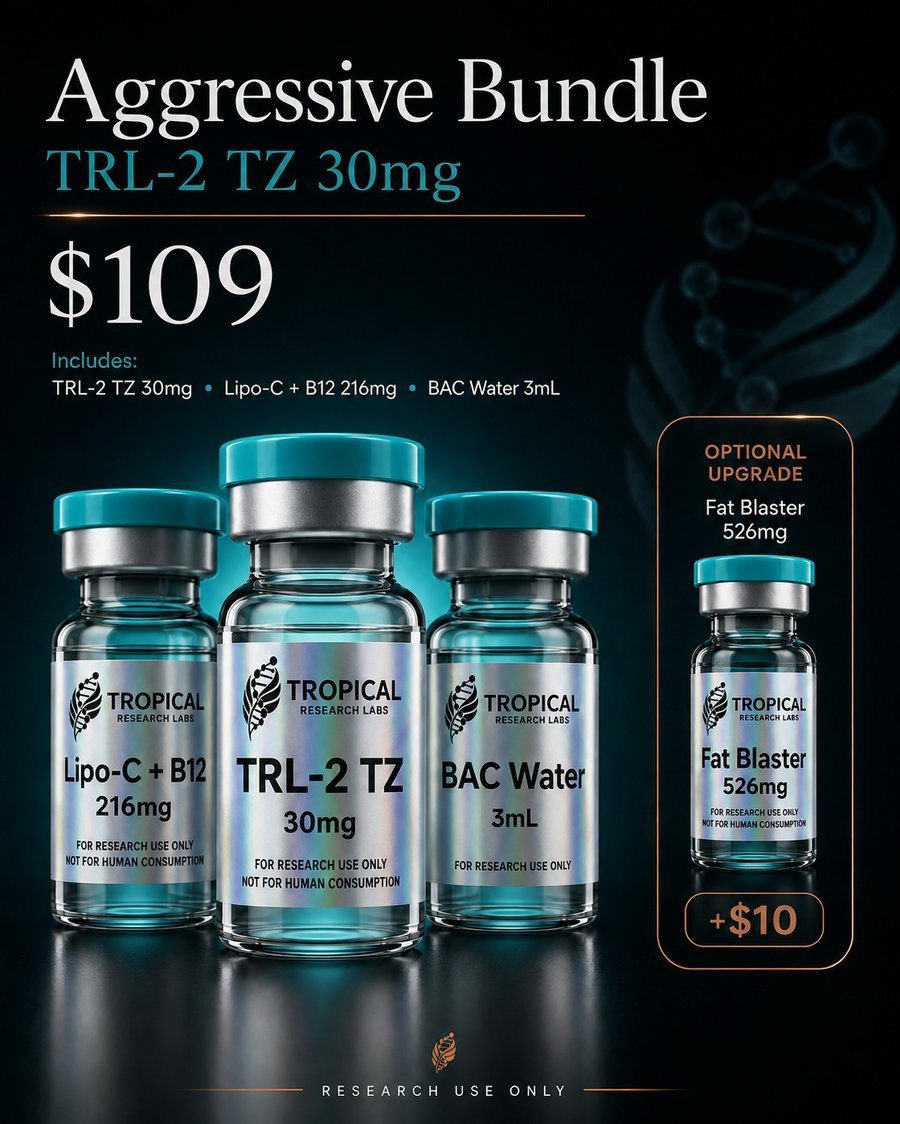 Aggressive Bundle
TRL-2 TZ 30mg
$109
Includes:
TRL-2 TZ 30mg • Lipo-C + B12 216mg • BAC Water 3mL
OPTIONAL
UPGRADE
Fat Blaster
526mg
TROPICAL
RESEARCH LABS
Lipo-C + B12
216mg
FOR RESEARCH USE ONLY
NOT FOR HUMAN CONSUMPTION
TROPICAL
RESEARCH LABS
TRL-2 TZ
30mg
FOR RESEARCH USE ONLY
NOT FOR HUMAN CONSUMPTION
TROPICAL
RESEARCH LABS
BAC Water
3mL
FOR RESEARCH USE ONLY
TROPICAL
RESEARCH LABS
Fat Blaster
526mg
FOR RESEARCH USE ONLY
NOT FOR HUMAN CONSUMPTION
+$10
RESEARCH USE ONLY